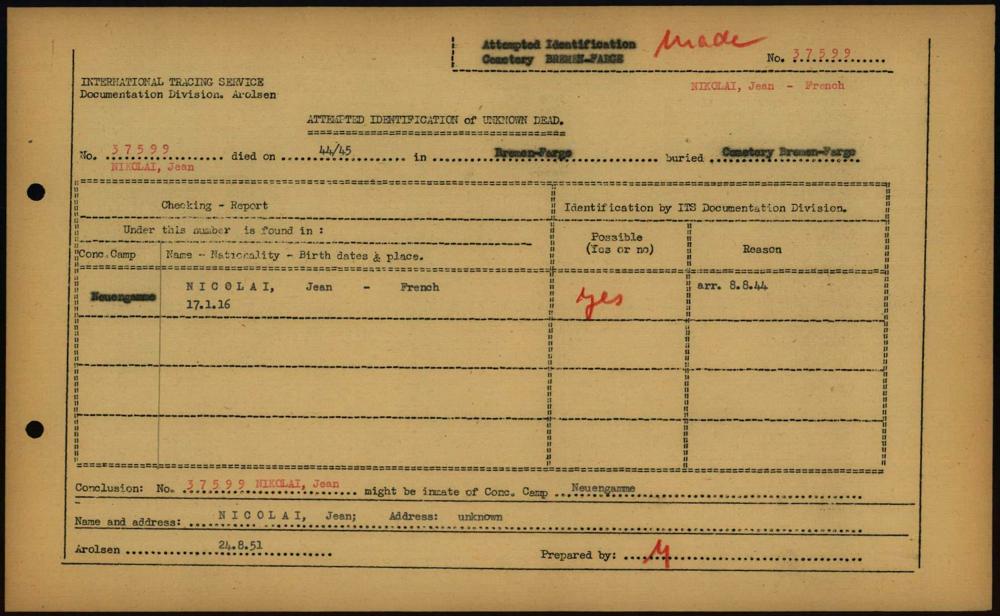 Attempted Identification
Cemetery BREMEN-FARGE
made
No. 37599
INTERNATIONAL TRACING SERVICE
Documentation Division. Arolsen
NIKOLAI, Jean - French
ATTEMPTED IDENTIFICATION of UNKNOWN DEAD.
No. 37599 died on 44/45 in Bremen-Farge buried Cemetery Bremen-Farge
NIKOLAI, Jean
Checking - Report
Identification by ITS Documentation Division.
Under this number is found in :
Possible
(Yes or no)
Reason
Conc.Camp
Name - Nationality - Birth dates & place.
Neuengamme
NICOLAI, Jean - French
17.1.16
yes
arr. 8.8.44
Conclusion: No. 37599 NIKOLAI, Jean might be inmate of Conc. Camp Neuengamme
Name and address: NICOLAI, Jean; Address: unknown
Arolsen 24.8.51
Prepared by: